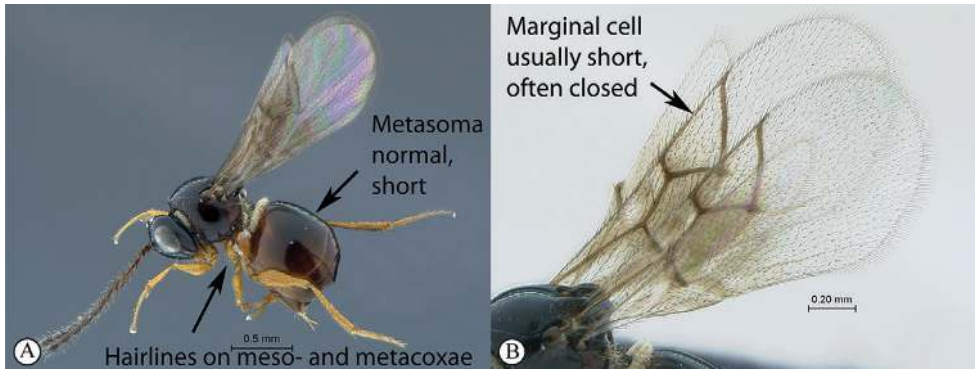 Metasoma
normal,
short
0.5 mm
A
Hairlines on meso- and metacoxae
Marginal cell
usually short,
often closed
0.20 mm
B